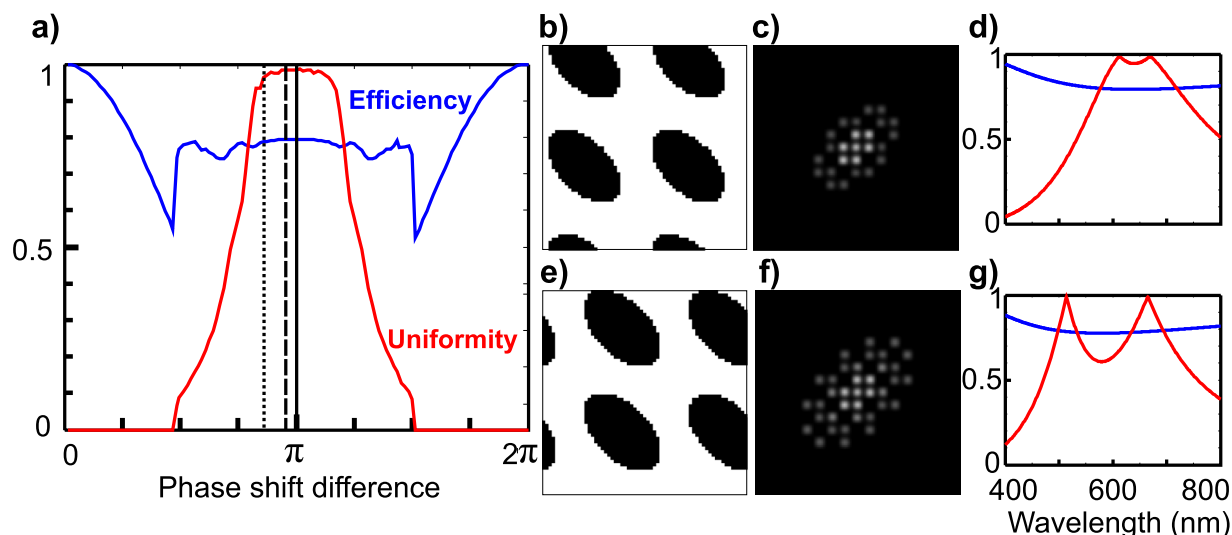 a)
1
0.5
0
0
π
2π
Phase shift difference
Efficiency
Uniformity
b)
c)
d)
1
0.5
0
e)
f)
g)
1
0.5
0
400
600
800
Wavelength (nm)